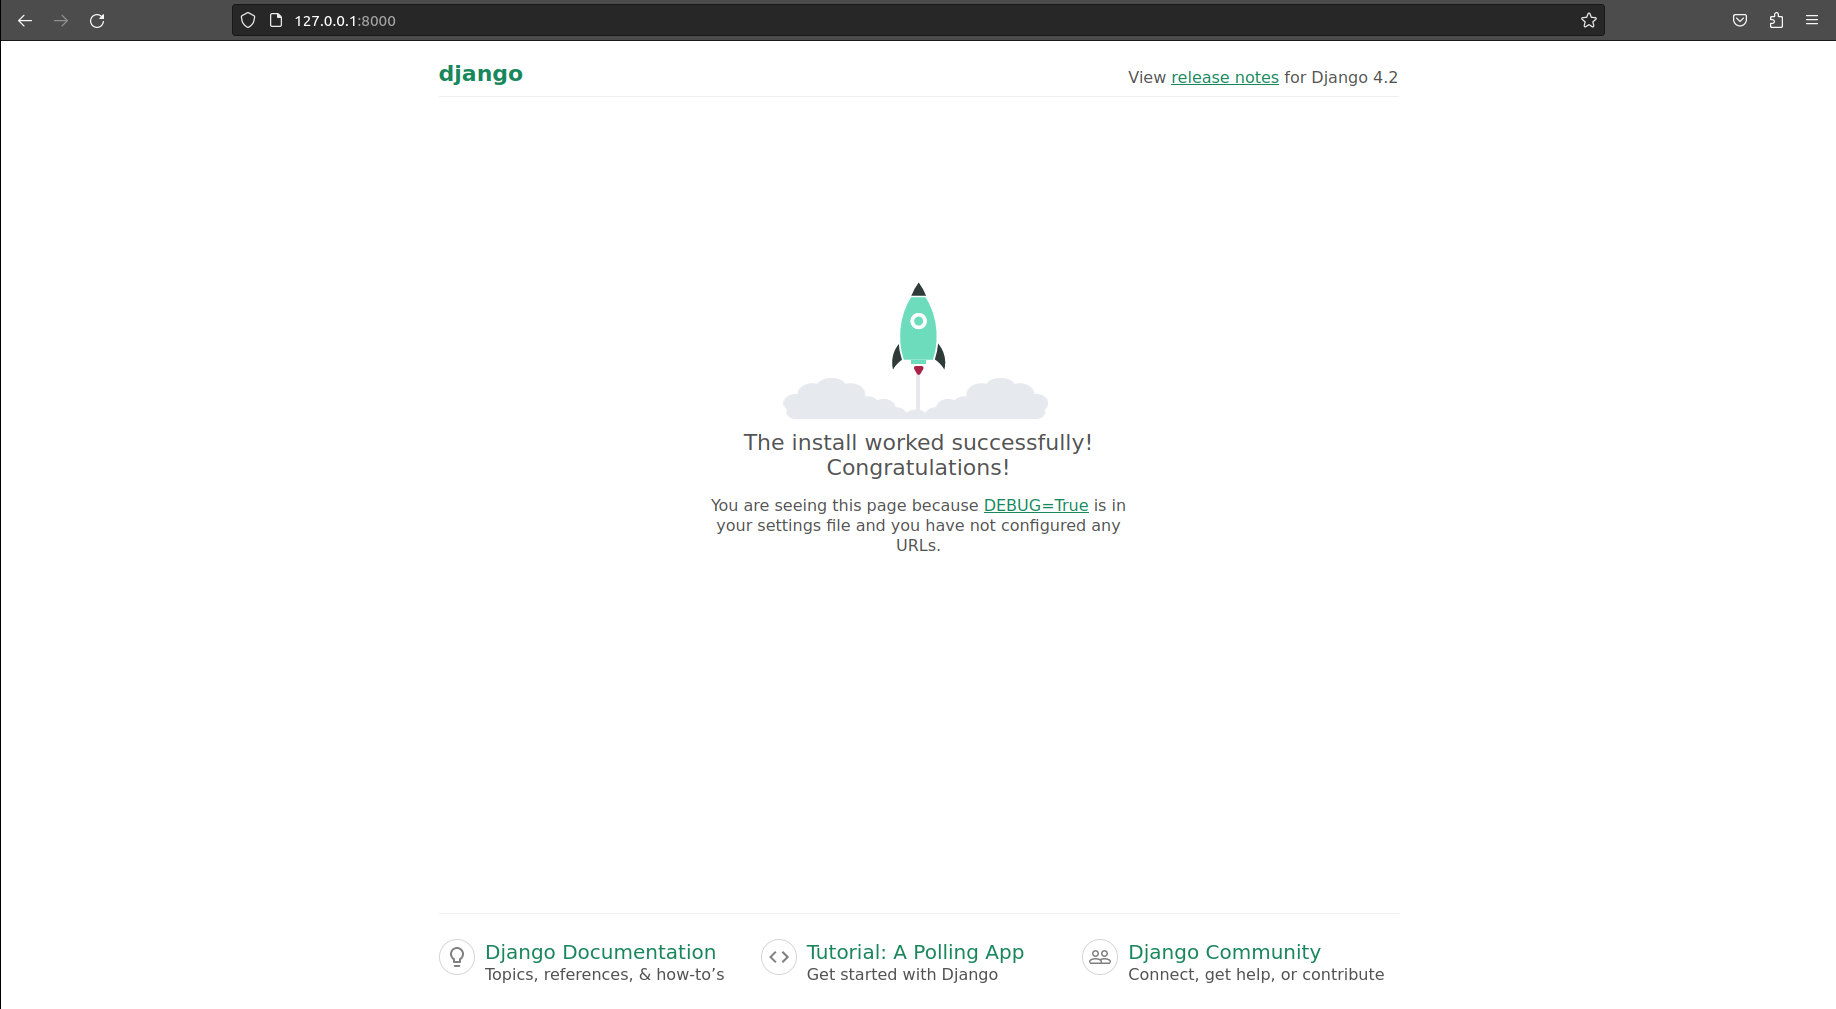 127.0.0.1:8000
django
View release notes for Django 4.2
The install worked successfully!
Congratulations!
You are seeing this page because DEBUG=True is in
your settings file and you have not configured any
URLs.
Django Documentation
Topics, references, & how-to’s
Tutorial: A Polling App
Get started with Django
Django Community
Connect, get help, or contribute